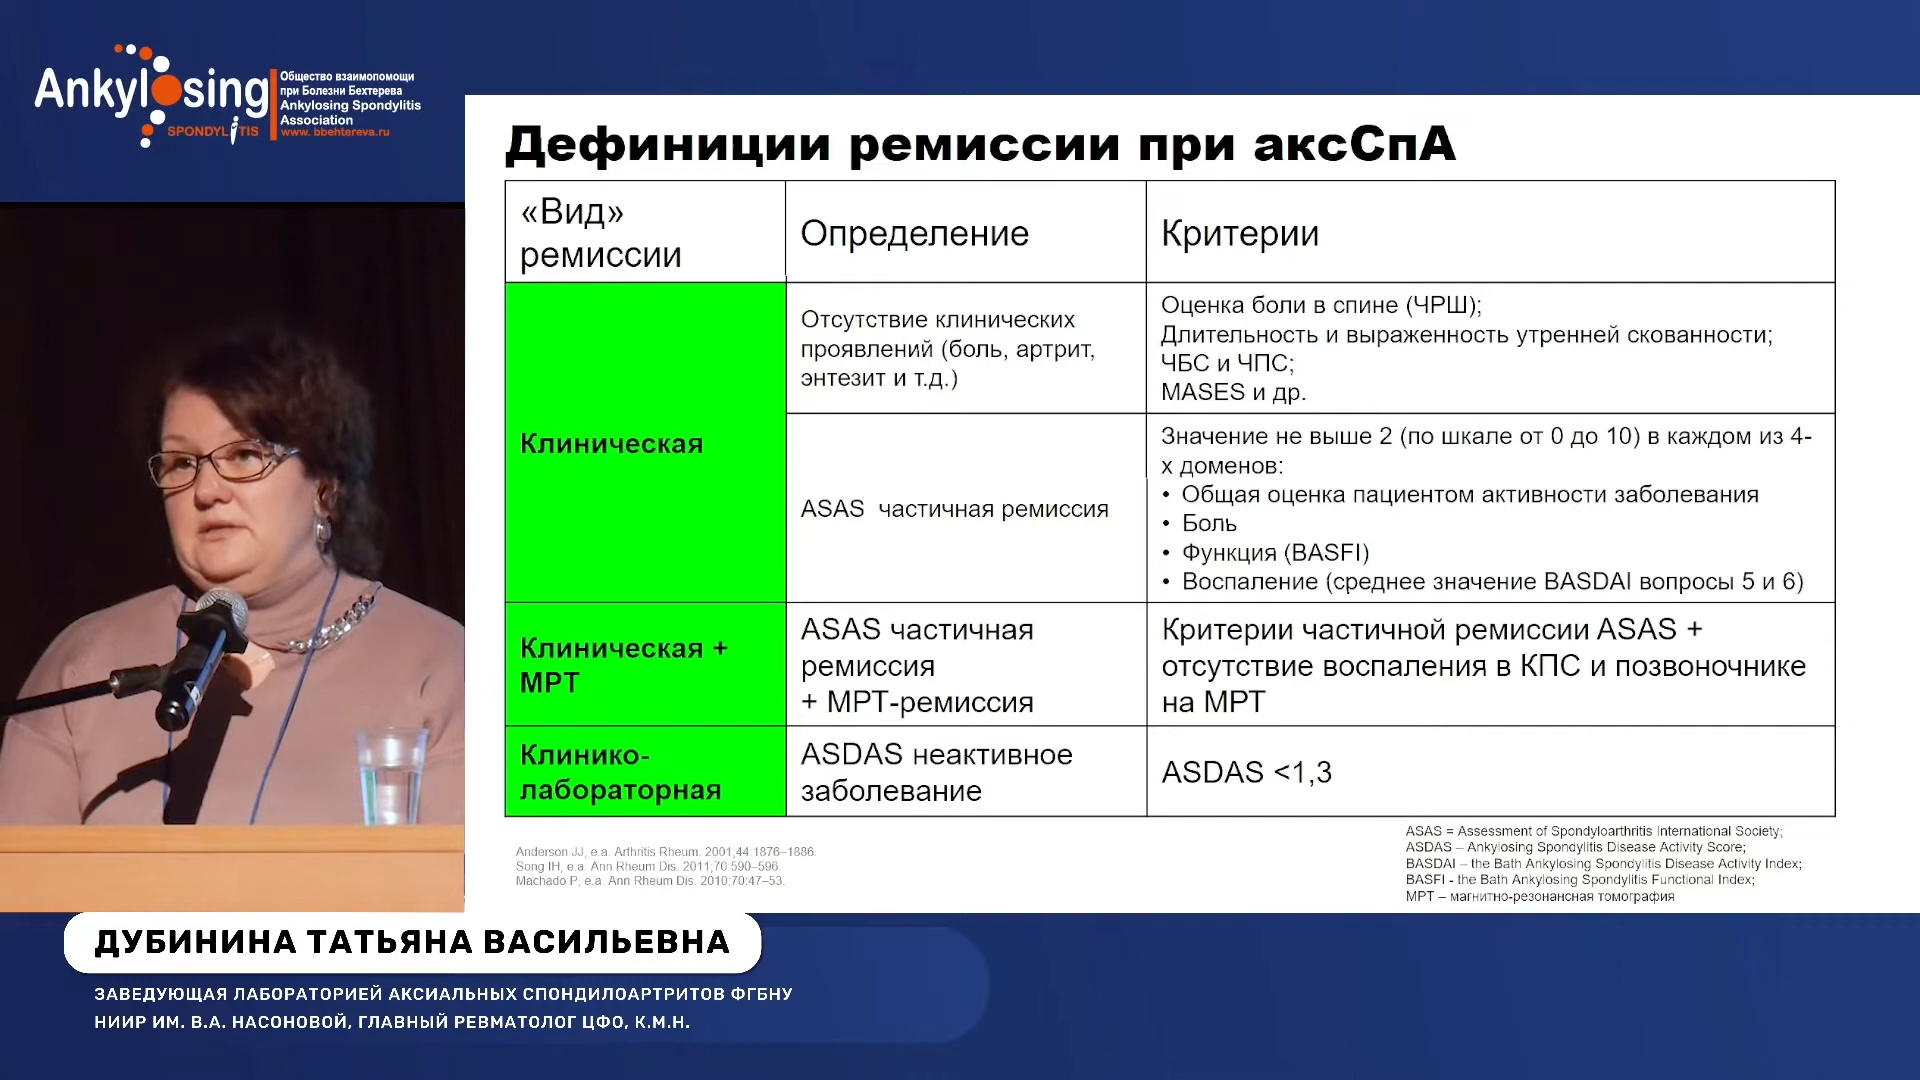 Ankylosing
SPONDYLITIS
Общество взаимопомощи
при Болезни Бехтерева
Ankylosing Spondylitis
Association
www. bbehtereva.ru
Дефиниции ремиссии при аксСпА
«Вид»
ремиссии
Определение
Критерии
Клиническая
Отсутствие клинических
проявлений (боль, артрит,
энтезит и т.д.)
Оценка боли в спине (ЧРШ);
Длительность и выраженность утренней скованности;
ЧБС и ЧПС;
MASES и др.
ASAS частичная ремиссия
Значение не выше 2 (по шкале от 0 до 10) в каждом из 4-
х доменов:
• Общая оценка пациентом активности заболевания
• Боль
• Функция (BASFI)
• Воспаление (среднее значение BASDAI вопросы 5 и 6)
Клиническая +
МРТ
ASAS частичная
ремиссия
+ МРТ-ремиссия
Критерии частичной ремиссии ASAS +
отсутствие воспаления в КПС и позвоночнике
на МРТ
Клинико-
лабораторная
ASDAS неактивное
заболевание
ASDAS <1,3
Anderson JJ, e.a. Arthritis Rheum. 2001;44:1876–1886.
Song IH, e.a. Ann Rheum Dis. 2011;70:590–596.
Machado P, e.a. Ann Rheum Dis. 2010;70:47–53.
ASAS = Assessment of Spondyloarthritis International Society;
ASDAS – Ankylosing Spondylitis Disease Activity Score;
BASDAI – the Bath Ankylosing Spondylitis Disease Activity Index;
BASFI - the Bath Ankylosing Spondylitis Functional Index;
МРТ – магнитно-резонансная томография
ДУБИНИНА ТАТЬЯНА ВАСИЛЬЕВНА
ЗАВЕДУЮЩАЯ ЛАБОРАТОРИЕЙ АКСИАЛЬНЫХ СПОНДИЛОАРТРИТОВ ФГБНУ
НИИР ИМ. В.А. НАСОНОВОЙ, ГЛАВНЫЙ РЕВМАТОЛОГ ЦФО, К.М.Н.